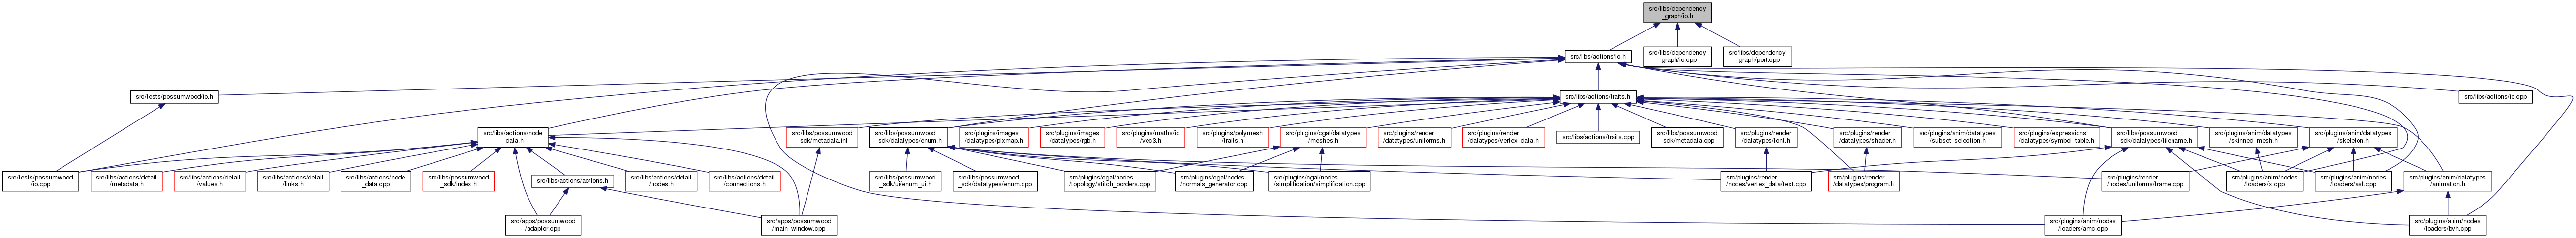 src/libs/dependency
_graph/io.h
src/libs/actions/io.h
src/libs/dependency
_graph/io.cpp
src/libs/dependency
_graph/port.cpp
src/tests/possumwood/io.h
src/libs/actions/traits.h
src/libs/actions/io.cpp
src/libs/actions/node
_data.h
src/libs/possumwood
_sdk/metadata.inl
src/libs/possumwood
_sdk/datatypes/enum.h
src/plugins/images
/datatypes/pixmap.h
src/plugins/images
/datatypes/rgb.h
src/plugins/maths/io
/vec3.h
src/plugins/polymesh
/traits.h
src/plugins/cgal/datatypes
/meshes.h
src/plugins/render
/datatypes/uniforms.h
src/plugins/render
/datatypes/vertex_data.h
src/libs/actions/traits.cpp
src/libs/possumwood
_sdk/metadata.cpp
src/plugins/render
/datatypes/font.h
src/plugins/render
/datatypes/shader.h
src/plugins/anim/datatypes
/subset_selection.h
src/plugins/expressions
/datatypes/symbol_table.h
src/libs/possumwood
_sdk/datatypes/filename.h
src/plugins/anim/datatypes
/skinned_mesh.h
src/plugins/anim/datatypes
/skeleton.h
src/tests/possumwood
/io.cpp
src/libs/actions/detail
/metadata.h
src/libs/actions/detail
/values.h
src/libs/actions/detail
/links.h
src/libs/actions/node
_data.cpp
src/libs/possumwood
_sdk/index.h
src/libs/actions/actions.h
src/libs/actions/detail
/nodes.h
src/libs/actions/detail
/connections.h
src/libs/possumwood
_sdk/ui/enum_ui.h
src/libs/possumwood
_sdk/datatypes/enum.cpp
src/plugins/cgal/nodes
/topology/stitch_borders.cpp
src/plugins/cgal/nodes
/normals_generator.cpp
src/plugins/cgal/nodes
/simplification/simplification.cpp
src/plugins/render
/nodes/vertex_data/text.cpp
src/plugins/render
/datatypes/program.h
src/plugins/render
/nodes/uniforms/frame.cpp
src/plugins/anim/nodes
/loaders/x.cpp
src/plugins/anim/nodes
/loaders/asf.cpp
src/plugins/anim/datatypes
/animation.h
src/apps/possumwood
/adaptor.cpp
src/apps/possumwood
/main_window.cpp
src/plugins/anim/nodes
/loaders/amc.cpp
src/plugins/anim/nodes
/loaders/bvh.cpp